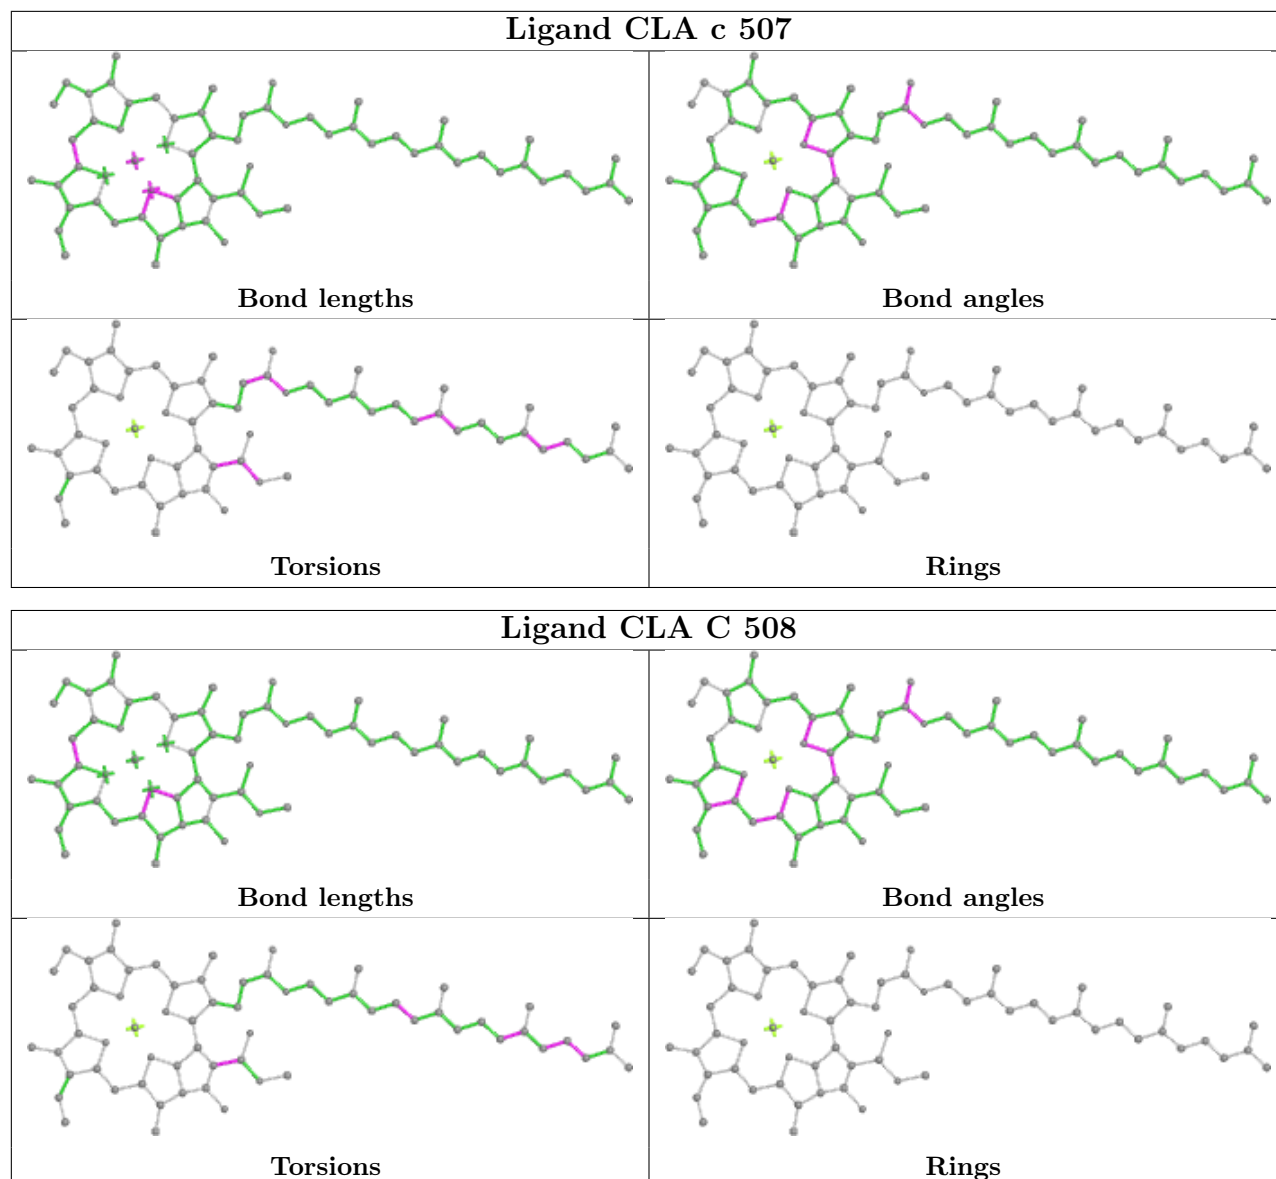 Ligand CLA c 507
Bond lengths
Bond angles
Torsions
Rings
Ligand CLA C 508
Bond lengths
Bond angles
Torsions
Rings